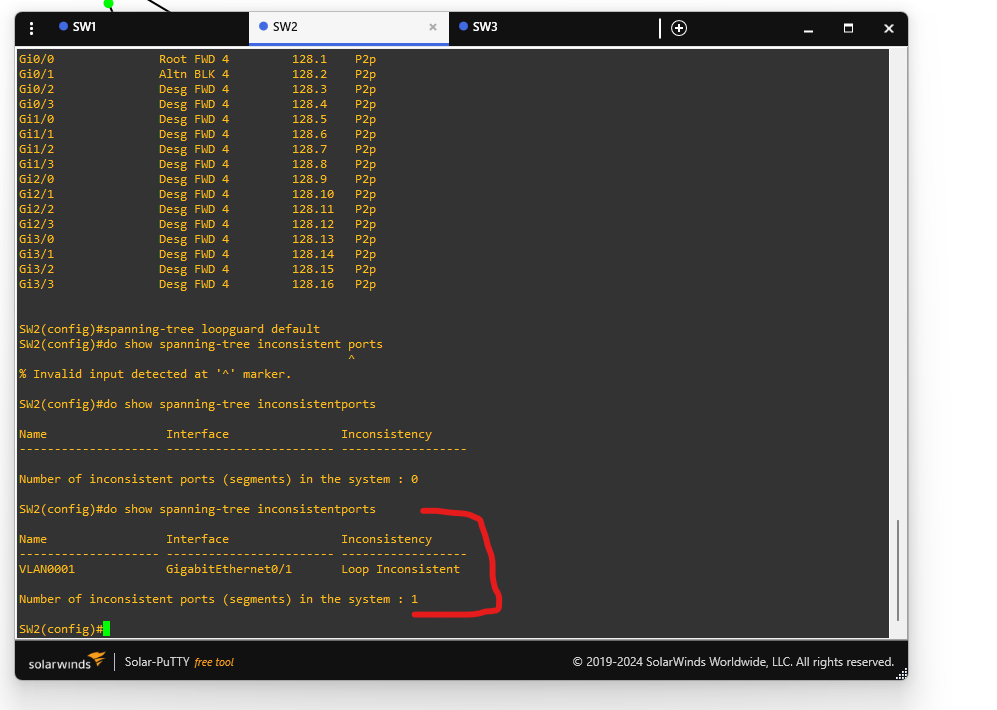 SW1 SW2 SW3
Gi0/0 Root FWD 4 128.1 P2p
Gi0/1 Altn BLK 4 128.2 P2p
Gi0/2 Desg FWD 4 128.3 P2p
Gi0/3 Desg FWD 4 128.4 P2p
Gi1/0 Desg FWD 4 128.5 P2p
Gi1/1 Desg FWD 4 128.6 P2p
Gi1/2 Desg FWD 4 128.7 P2p
Gi1/3 Desg FWD 4 128.8 P2p
Gi2/0 Desg FWD 4 128.9 P2p
Gi2/1 Desg FWD 4 128.10 P2p
Gi2/2 Desg FWD 4 128.11 P2p
Gi2/3 Desg FWD 4 128.12 P2p
Gi3/0 Desg FWD 4 128.13 P2p
Gi3/1 Desg FWD 4 128.14 P2p
Gi3/2 Desg FWD 4 128.15 P2p
Gi3/3 Desg FWD 4 128.16 P2p
SW2(config)#spanning-tree loopguard default
SW2(config)#do show spanning-tree inconsistent ports
^
% Invalid input detected at '^' marker.
SW2(config)#do show spanning-tree inconsistentports
Name Interface Inconsistency
-------------------- ------------------------ ------------------
Number of inconsistent ports (segments) in the system : 0
SW2(config)#do show spanning-tree inconsistentports
Name Interface Inconsistency
-------------------- ------------------------ ------------------
VLAN0001 GigabitEthernet0/1 Loop Inconsistent
Number of inconsistent ports (segments) in the system : 1
SW2(config)#
solarwinds Solar-PuTTY free tool © 2019-2024 SolarWinds Worldwide, LLC. All rights reserved.